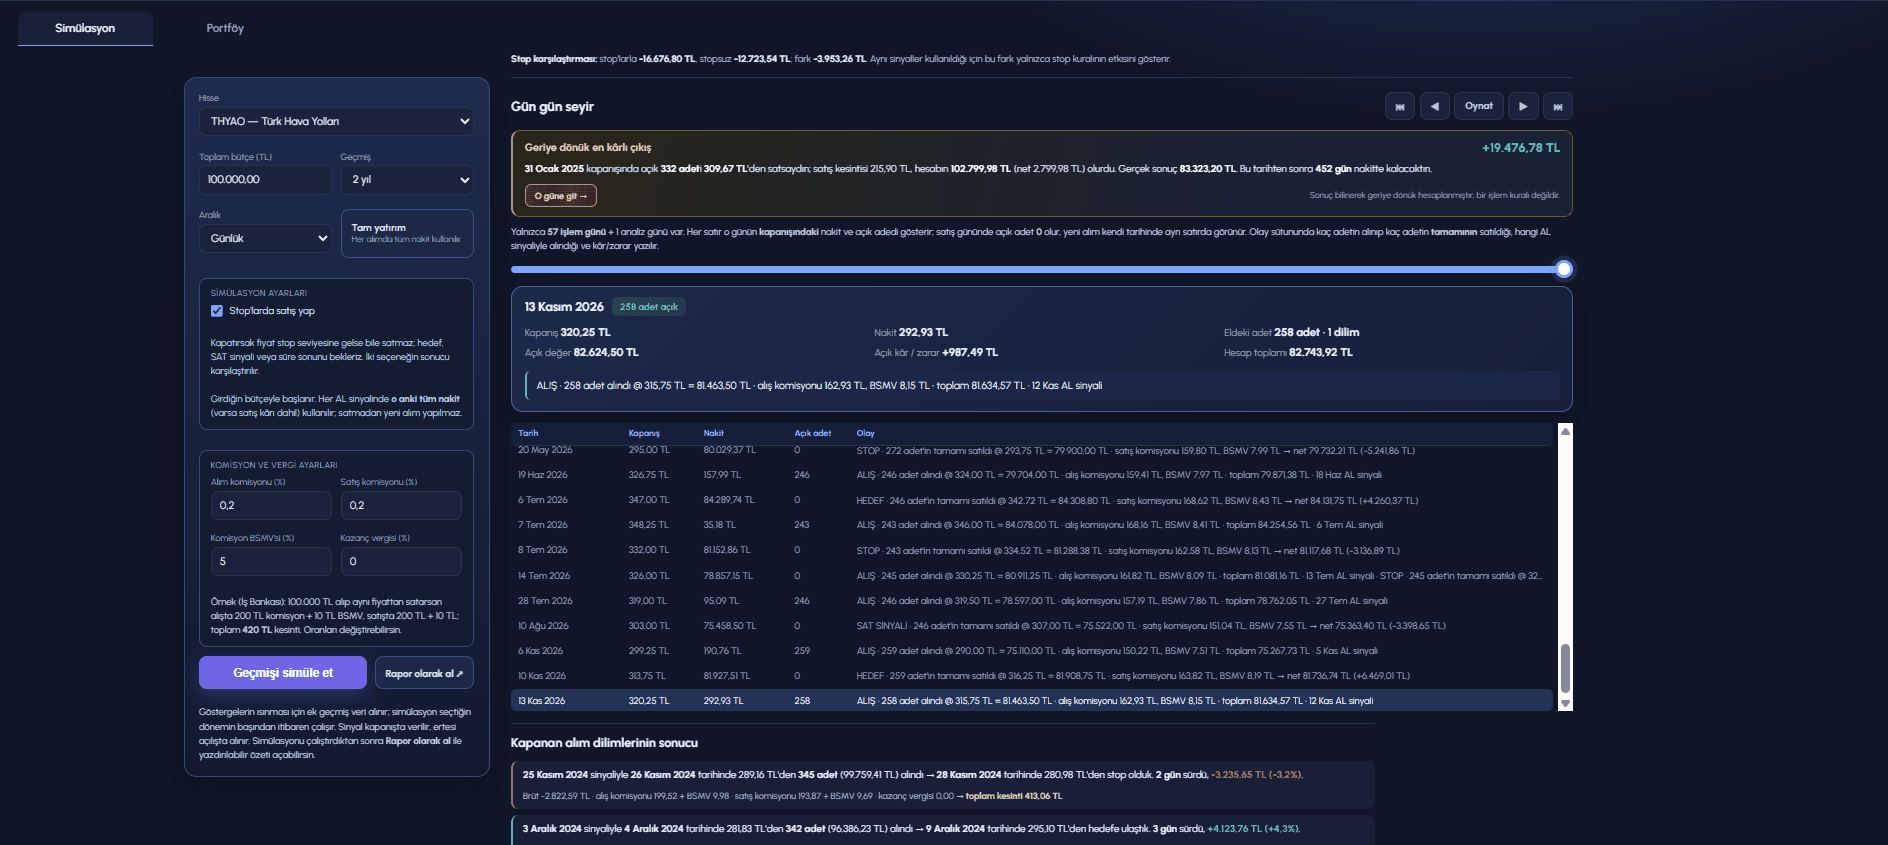 Simülasyon
Portföy
Stop karşılaştırması: stop'larla -16.676,80 TL, stopsuz -12.723,54 TL; fark -3.953,26 TL. Aynı sinyaller kullanıldığı için bu fark yalnızca stop kuralının etkisini gösterir.
Hisse
THYAO — Türk Hava Yolları
Toplam bütçe (TL)
Geçmiş
100.000,00
2 yıl
Aralık
Günlük
Tam yatırım
Her alımda tüm nakit kullanılır
SİMÜLASYON AYARLARI
Stop'larda satış yap
Kapatırsak fiyat stop seviyesine gelse bile satmaz; hedef,
SAT sinyali veya süre sonunu bekleriz. İki seçeneğin sonucu
karşılaştırılır.
Girdiğin bütçeyle başlanır. Her AL sinyalinde o anki tüm nakit
(varsa satış kârı dahil) kullanılır; satmadan yeni alım yapılmaz.
KOMİSYON VE VERGİ AYARLARI
Alım komisyonu (%)
Satış komisyonu (%)
0,2
0,2
Komisyon BSMV'si (%)
Kazanç vergisi (%)
5
0
Örnek (İş Bankası): 100.000 TL alıp aynı fiyattan satarsan
alışta 200 TL komisyon + 10 TL BSMV, satışta 200 TL + 10 TL;
toplam 420 TL kesinti. Oranları değiştirebilirsin.
Geçmişi simüle et
Rapor olarak al ↗
Göstergelerin ısınması için ek geçmiş veri alınır; simülasyon seçtiğin
dönemin başından itibaren çalışır. Sinyal kapanışta verilir, ertesi
açılışta alınır. Simülasyonu çalıştırdıktan sonra Rapor olarak al ile
yazdırılabilir özeti açabilirsin.
Gün gün seyir
⏮ ◀ Oynat ▶ ⏭
Geriye dönük en kârlı çıkış
+19.476,78 TL
31 Ocak 2025 kapanışında açık 332 adeti 309,67 TL'den satsaydın; satış kesintisi 215,90 TL, hesabın 102.799,98 TL (net 2.799,98 TL) olurdu. Gerçek sonuç 83.323,20 TL. Bu tarihten sonra 452 gün nakitte kalacaktın.
O güne git →
Sonuç bilinerek geriye dönük hesaplanmıştır; bir işlem kuralı değildir.
Yalnızca 57 işlem günü + 1 analiz günü var. Her satır o günün kapanışındaki nakit ve açık adedi gösterir; satış gününde açık adet 0 olur, yeni alım kendi tarihinde ayrı satırda görünür. Olay sütununda kaç adetin alınıp kaç adetin tamamının satıldığı, hangi AL
sinyaliyle alındığı ve kâr/zarar yazılır.
13 Kasım 2026
258 adet açık
Kapanış 320,25 TL
Nakit 292,93 TL
Eldeki adet 258 adet · 1 dilim
Açık değer 82.624,50 TL
Açık kâr / zarar +987,49 TL
Hesap toplamı 82.743,92 TL
ALIŞ · 258 adet alındı @ 315,75 TL = 81.463,50 TL · alış komisyonu 162,93 TL, BSMV 8,15 TL · toplam 81.634,57 TL · 12 Kas AL sinyali
Tarih Kapanış Nakit Açık adet Olay
20 May 2026 295,00 TL 80.029,37 TL 0 STOP · 272 adet'in tamamı satıldı @ 293,75 TL = 79.900,00 TL · satış komisyonu 159,80 TL, BSMV 7,99 TL → net 79.732,21 TL (-5.241,86 TL)
19 Haz 2026 326,75 TL 157,99 TL 246 ALIŞ · 246 adet alındı @ 324,00 TL = 79.704,00 TL · alış komisyonu 159,41 TL, BSMV 7,97 TL · toplam 79.871,38 TL · 18 Haz AL sinyali
6 Tem 2026 347,00 TL 84.289,74 TL 0 HEDEF · 246 adet'in tamamı satıldı @ 342,72 TL = 84.308,80 TL · satış komisyonu 168,62 TL, BSMV 8,43 TL → net 84.131,75 TL (+4.260,37 TL)
7 Tem 2026 348,25 TL 35,18 TL 243 ALIŞ · 243 adet alındı @ 346,00 TL = 84.078,00 TL · alış komisyonu 168,16 TL, BSMV 8,41 TL · toplam 84.254,56 TL · 6 Tem AL sinyali
8 Tem 2026 332,00 TL 81.152,86 TL 0 STOP · 243 adet'in tamamı satıldı @ 334,52 TL = 81.288,38 TL · satış komisyonu 162,58 TL, BSMV 8,13 TL → net 81.117,68 TL (-3.136,89 TL)
14 Tem 2026 326,00 TL 78.857,15 TL 0 ALIŞ · 245 adet alındı @ 330,25 TL = 80.911,25 TL · alış komisyonu 161,82 TL, BSMV 8,09 TL · toplam 81.081,16 TL · 13 Tem AL sinyali · STOP · 245 adet'in tamamı satıldı @ 32...
28 Tem 2026 319,00 TL 95,09 TL 246 ALIŞ · 246 adet alındı @ 319,50 TL = 78.597,00 TL · alış komisyonu 157,19 TL, BSMV 7,86 TL · toplam 78.762,05 TL · 27 Tem AL sinyali
10 Ağu 2026 303,00 TL 75.458,50 TL 0 SAT SİNYALİ · 246 adet'in tamamı satıldı @ 307,00 TL = 75.522,00 TL · satış komisyonu 151,04 TL, BSMV 7,55 TL → net 75.363,40 TL (-3.398,65 TL)
6 Kas 2026 299,25 TL 190,76 TL 259 ALIŞ · 259 adet alındı @ 290,00 TL = 75.110,00 TL · alış komisyonu 150,22 TL, BSMV 7,51 TL · toplam 75.267,73 TL · 5 Kas AL sinyali
10 Kas 2026 313,75 TL 81.927,51 TL 0 HEDEF · 259 adet'in tamamı satıldı @ 316,25 TL = 81.908,75 TL · satış komisyonu 163,82 TL, BSMV 8,19 TL → net 81.736,74 TL (+6.469,01 TL)
13 Kas 2026 320,25 TL 292,93 TL 258 ALIŞ · 258 adet alındı @ 315,75 TL = 81.463,50 TL · alış komisyonu 162,93 TL, BSMV 8,15 TL · toplam 81.634,57 TL · 12 Kas AL sinyali
Kapanan alım dilimlerinin sonucu
25 Kasım 2024 sinyaliyle 26 Kasım 2024 tarihinde 289,16 TL'den 345 adet (99.759,41 TL) alındı → 28 Kasım 2024 tarihinde 280,98 TL'den stop olduk. 2 gün sürdü, -3.235,65 TL (-3,2%).
Brüt -2.822,59 TL · alış komisyonu 199,52 + BSMV 9,98 · satış komisyonu 193,87 + BSMV 9,69 · kazanç vergisi 0,00 → toplam kesinti 413,06 TL
3 Aralık 2024 sinyaliyle 4 Aralık 2024 tarihinde 281,83 TL'den 342 adet (96.386,23 TL) alındı → 9 Aralık 2024 tarihinde 295,10 TL'den hedefe ulaştık. 3 gün sürdü, +4.123,76 TL (+4,3%).